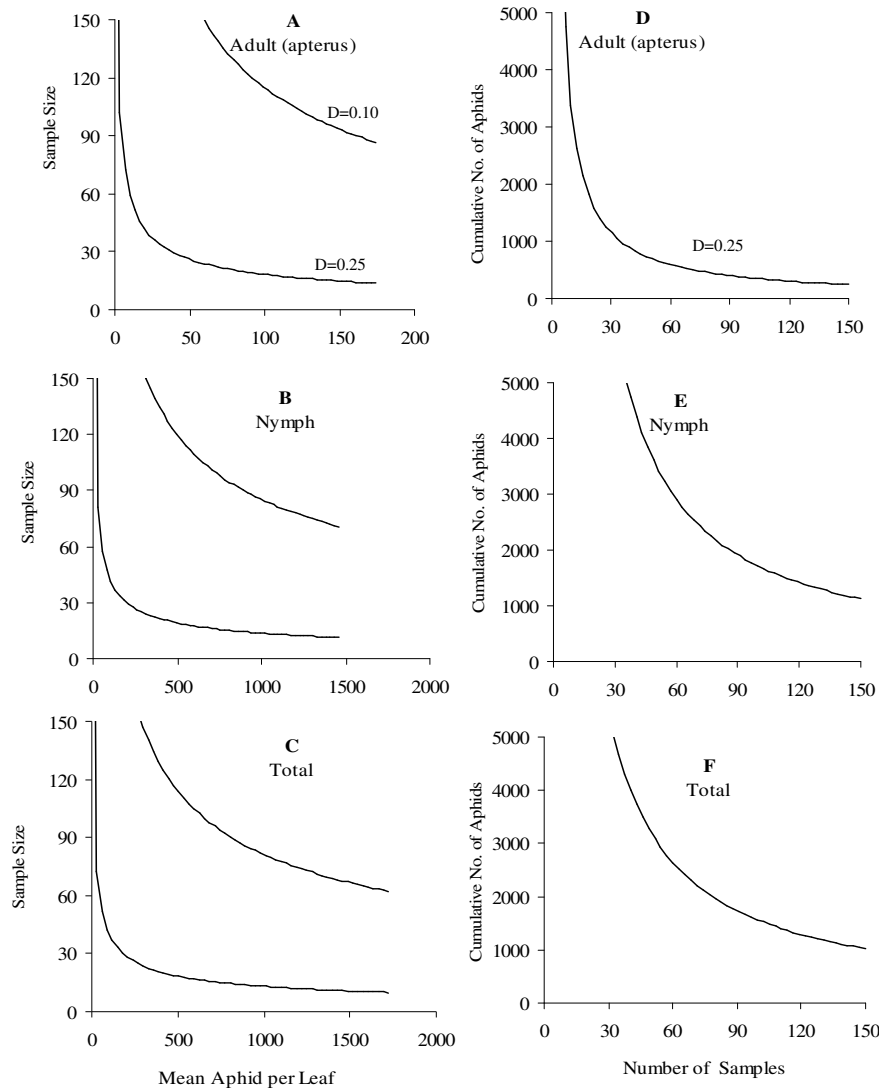 A
Adult (apterus)
D=0.10
D=0.25
Sample Size
150
120
90
60
30
0
0 50 100 150 200
D
Adult (apterus)
D=0.25
Cumulative No. of Aphids
5000
4000
3000
2000
1000
0
0 30 60 90 120 150
B
Nymph
Sample Size
150
120
90
60
30
0
0 500 1000 1500 2000
E
Nymph
Cumulative No. of Aphids
5000
4000
3000
2000
1000
0
0 30 60 90 120 150
C
Total
Sample Size
150
120
90
60
30
0
0 500 1000 1500 2000
Mean Aphid per Leaf
F
Total
Cumulative No. of Aphids
5000
4000
3000
2000
1000
0
0 30 60 90 120 150
Number of Samples